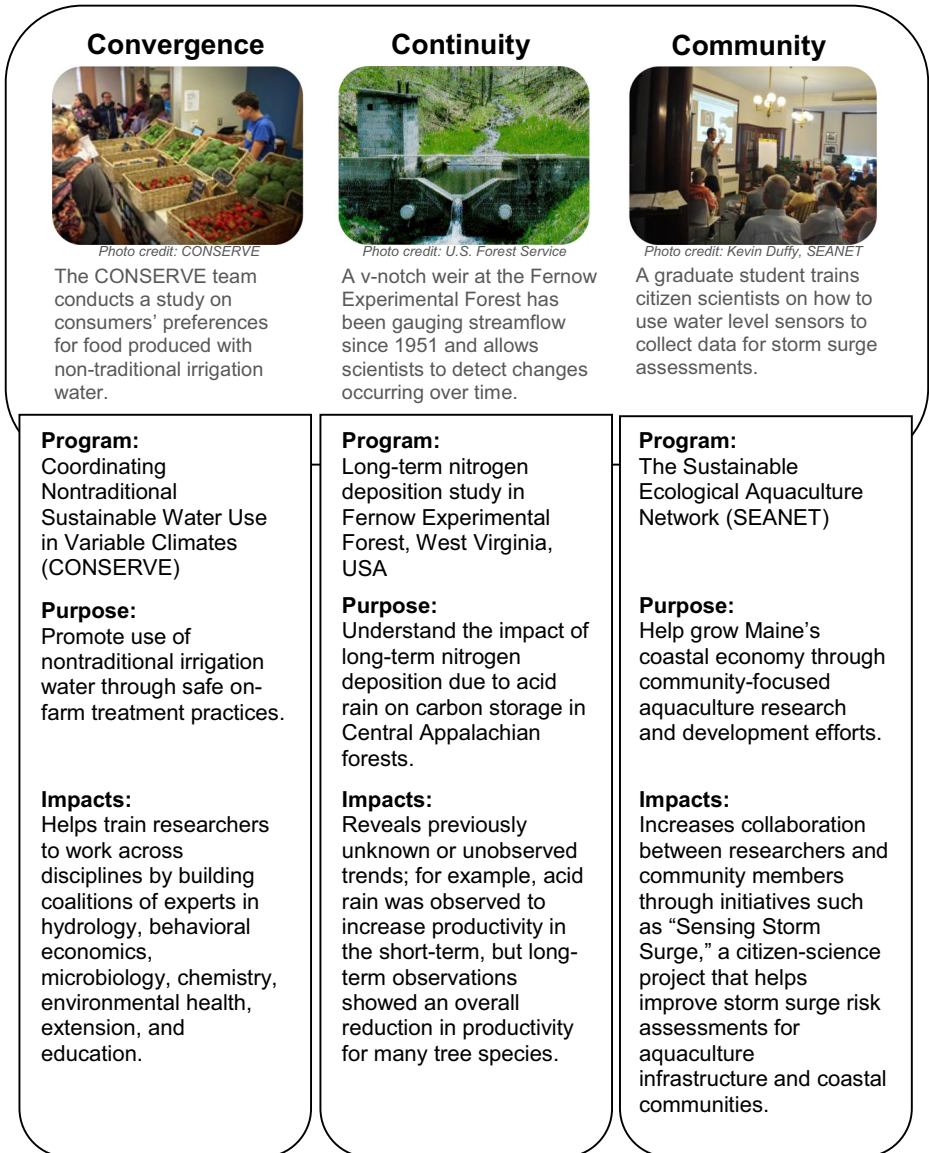 Convergence
Photo credit: CONSERVE
The CONSERVE team
conducts a study on
consumers' preferences
for food produced with
non-traditional irrigation
water.
Program:
Coordinating
Nontraditional
Sustainable Water Use
in Variable Climates
(CONSERVE)
Purpose:
Promote use of
nontraditional irrigation
water through safe on-
farm treatment practices.
Impacts:
Helps train researchers
to work across
disciplines by building
coalitions of experts in
hydrology, behavioral
economics,
microbiology, chemistry,
environmental health,
extension, and
education.
Continuity
Photo credit: U.S. Forest Service
A v-notch weir at the Fernow
Experimental Forest has
been gauging streamflow
since 1951 and allows
scientists to detect changes
occurring over time.
Program:
Long-term nitrogen
deposition study in
Fernow Experimental
Forest, West Virginia,
USA
Purpose:
Understand the impact of
long-term nitrogen
deposition due to acid
rain on carbon storage in
Central Appalachian
forests.
Impacts:
Reveals previously
unknown or unobserved
trends; for example, acid
rain was observed to
increase productivity in
the short-term, but long-
term observations
showed an overall
reduction in productivity
for many tree species.
Community
Photo credit: Kevin Duffy, SEANET
A graduate student trains
citizen scientists on how to
use water level sensors to
collect data for storm surge
assessments.
Program:
The Sustainable
Ecological Aquaculture
Network (SEANET)
Purpose:
Help grow Maine's
coastal economy through
community-focused
aquaculture research
and development efforts.
Impacts:
Increases collaboration
between researchers and
community members
through initiatives such
as “Sensing Storm
Surge,” a citizen-science
project that helps
improve storm surge risk
assessments for
aquaculture
infrastructure and coastal
communities.